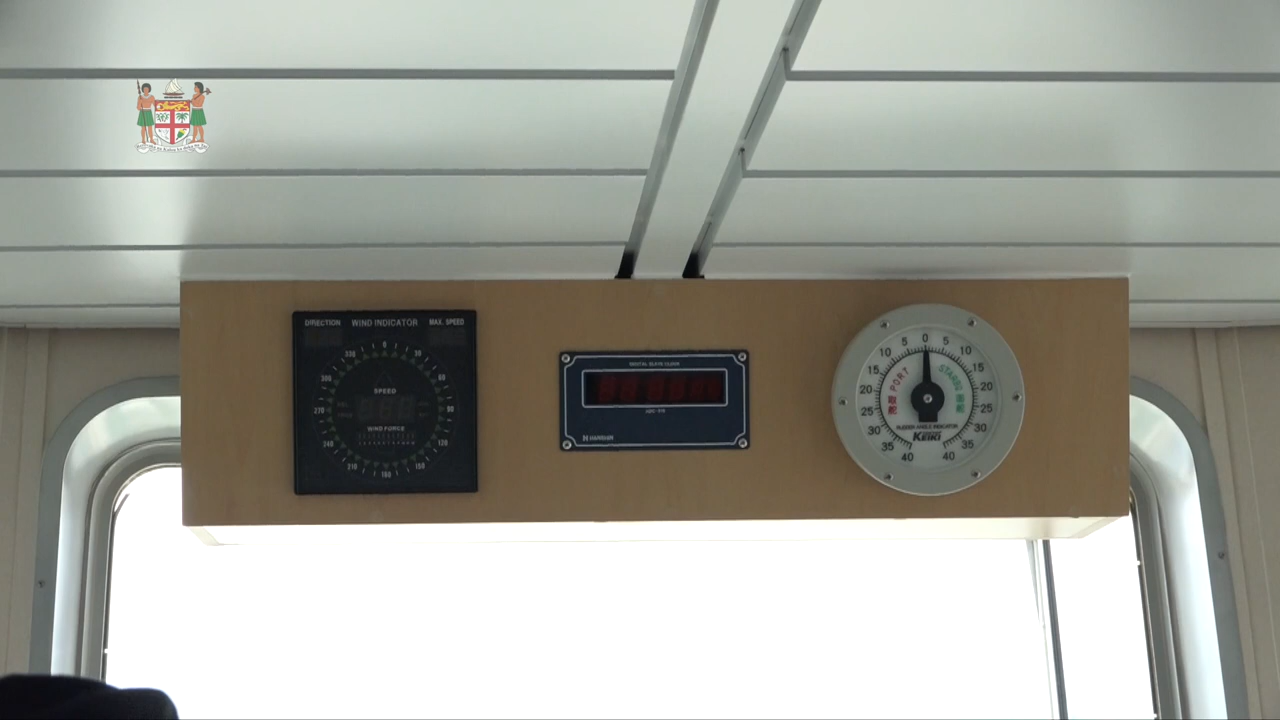 DIRECTION WIND INDICATOR MAX. SPEED
0
30
60
90
120
150
180
210
240
270
300
330
SPEED
WIND FORCE
DIGITAL SLAVE CLOCK
HANSHIN
40 35 30 25 20 15 10 5 0 5 10 15 20 25 30 35 40
PORT
STARBD
RUDDER ANGLE INDICATOR
KEIKI